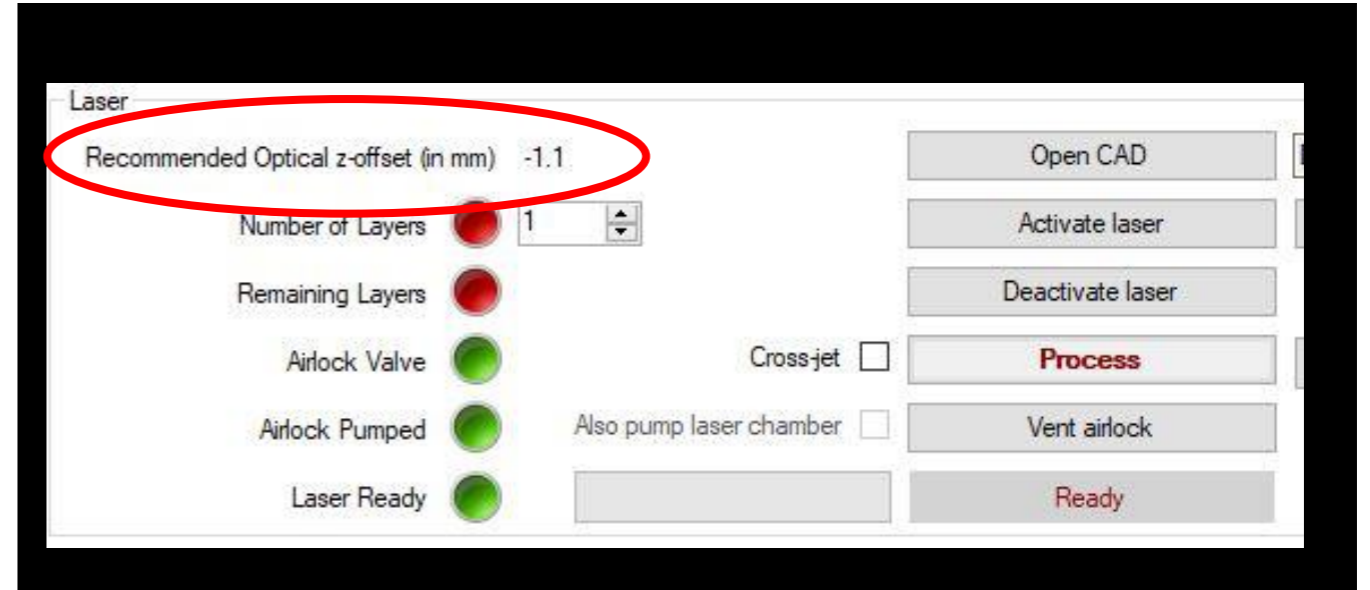 Laser
Recommended Optical z-offset (in mm) -1.1
Open CAD
Number of Layers 1
Activate laser
Remaining Layers
Deactivate laser
Airlock Valve
Cross-jet
Process
Airlock Pumped
Also pump laser chamber
Vent airlock
Laser Ready
Ready